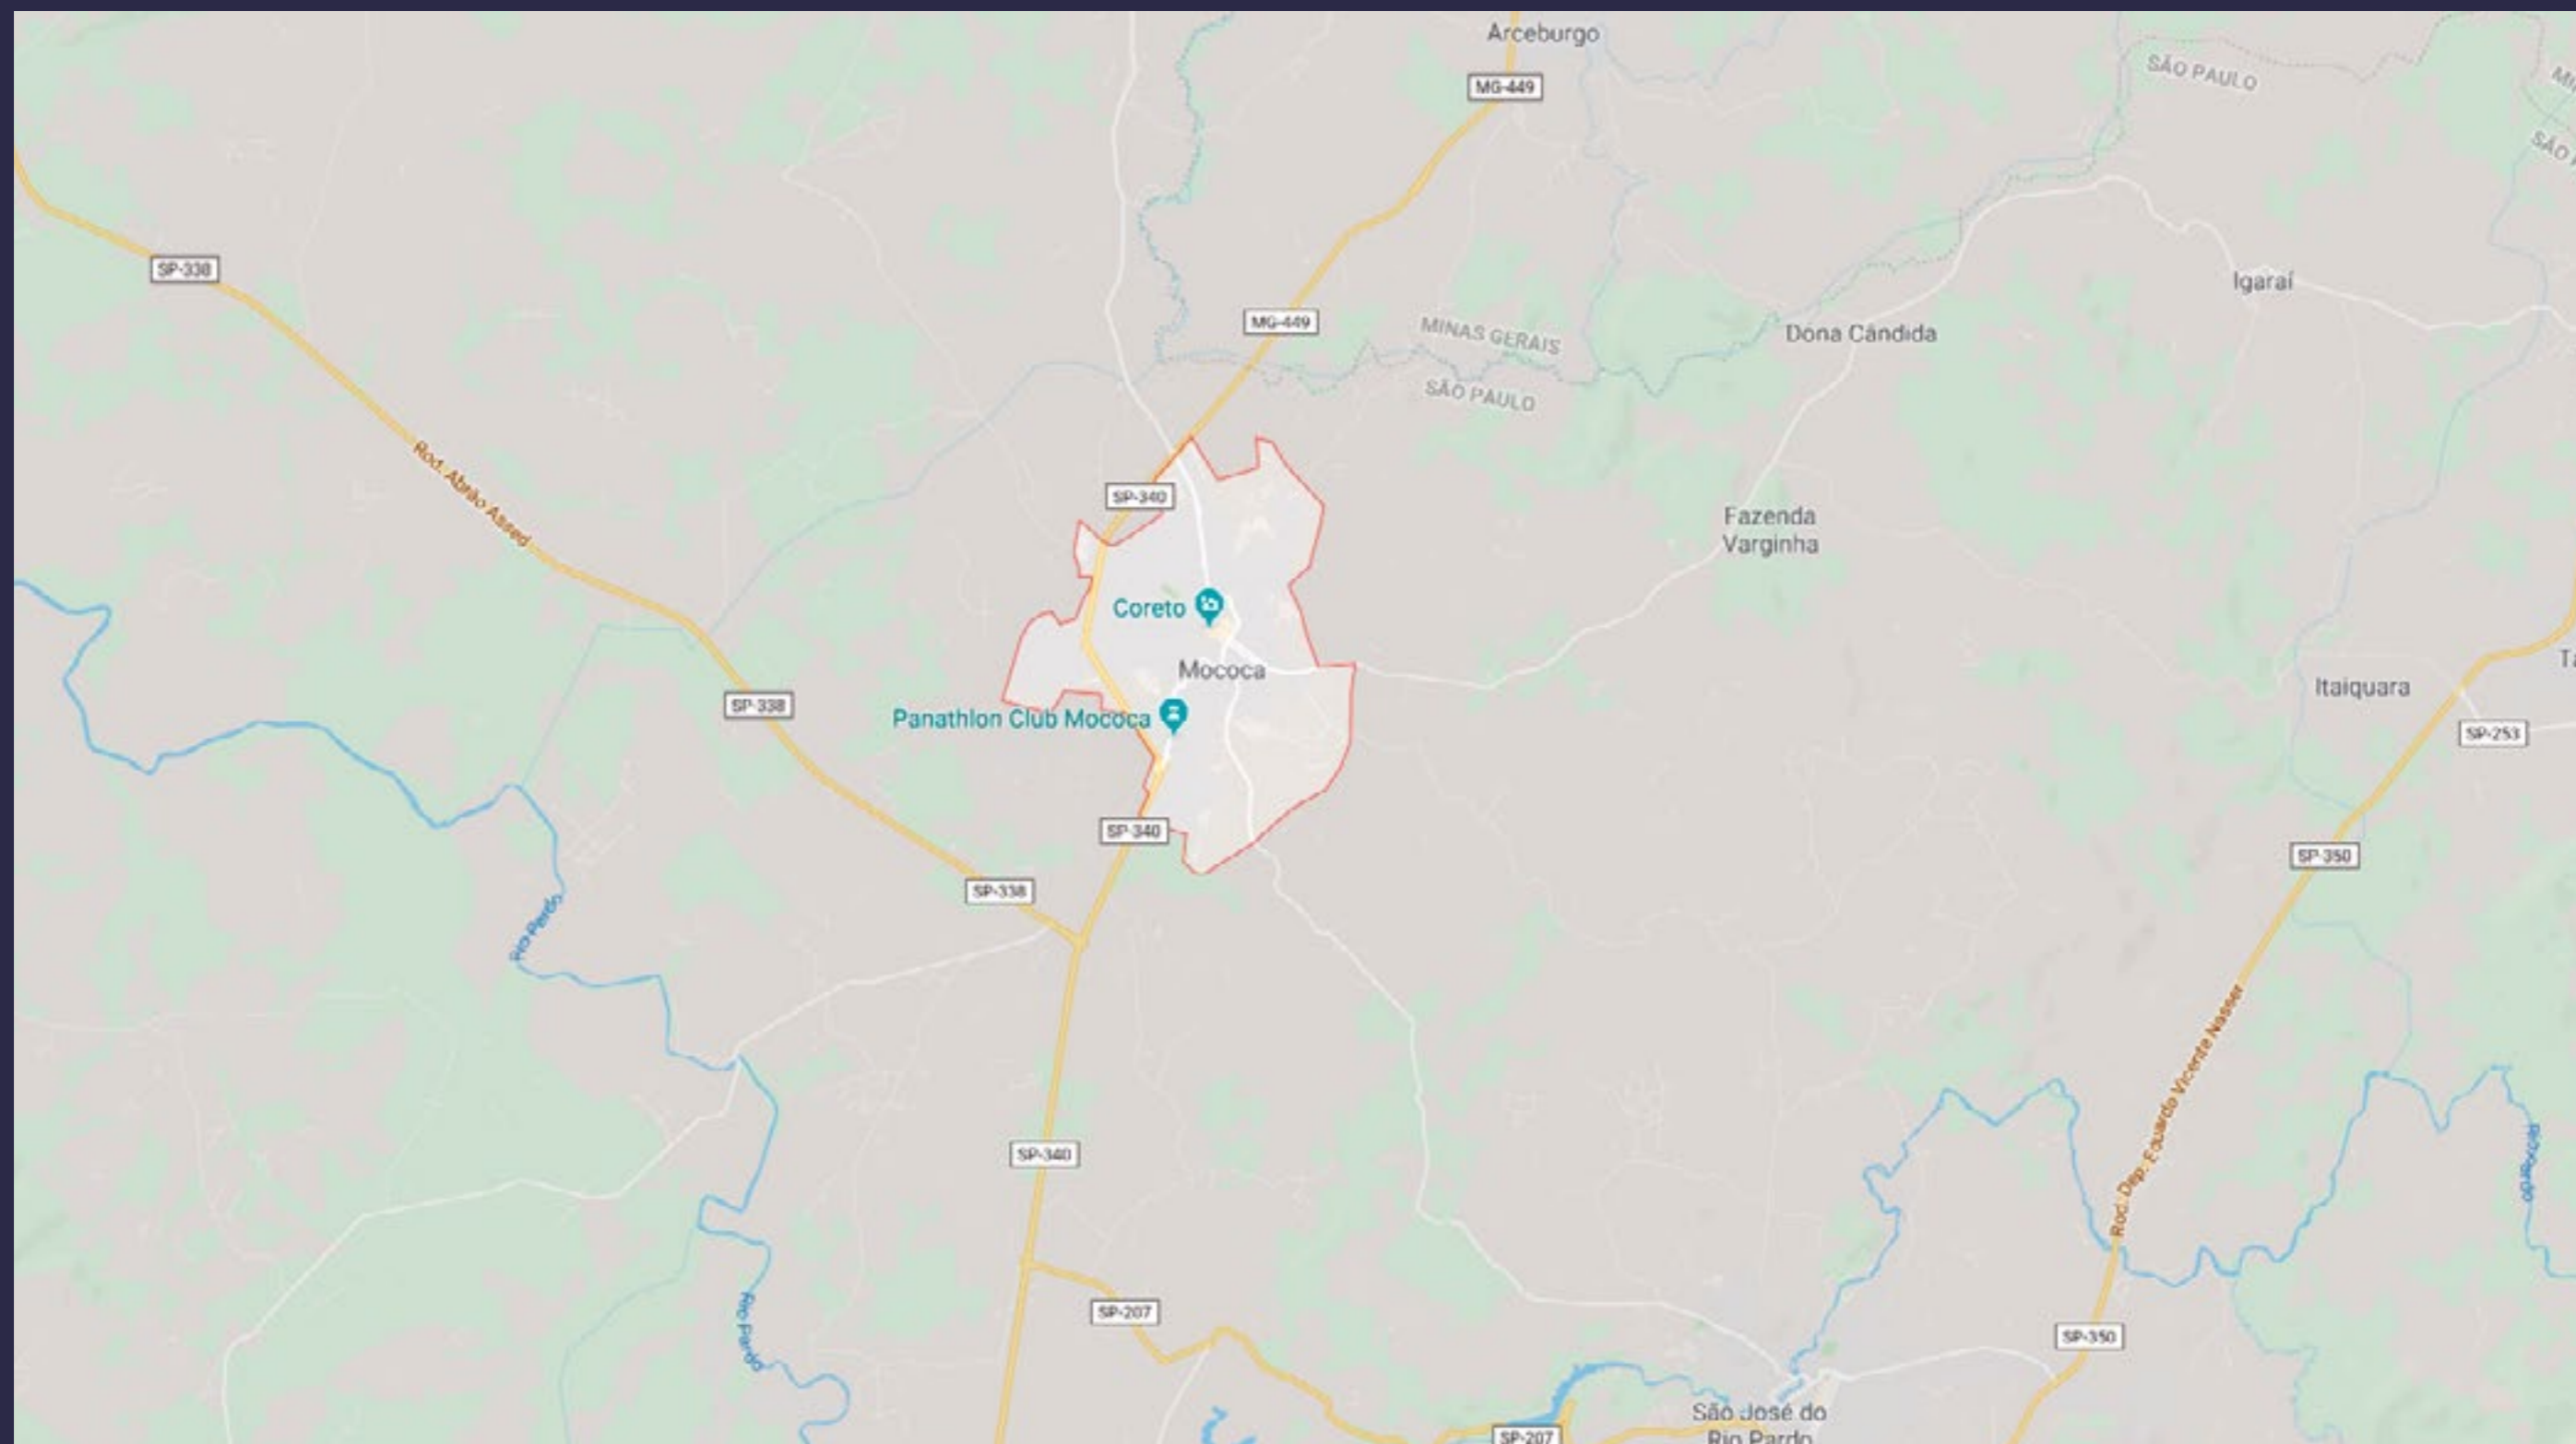 Arceburgo
MG-449
SÃO PAULO
SÃO
SP-338
Igaraí
MG-449
MINAS GERAIS
Dona Cândida
SÃO PAULO
Rod. Abrão Assed
SP-340
Fazenda
Varginha
Coreto
Mococa
Itaiquara
SP-338
Panathlon Club Mococa
SP-253
SP-340
SP-350
SP-338
Rio Pardo
Rod. Dep. Eduardo Vicente Nasser
SP-340
Rio Pardo
SP-207
Rio Pardo
SP-350
São José do
Rio Pardo
SP-207